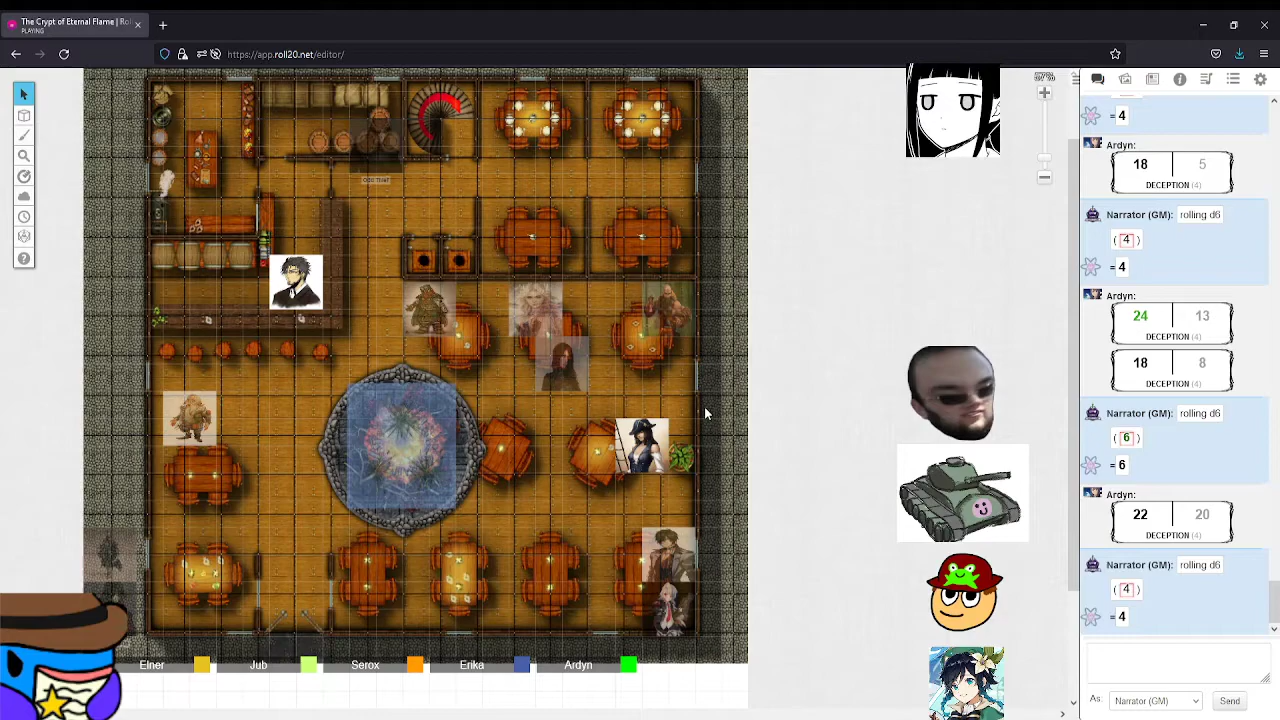 The Crypt of Eternal Flame | Rol
PLAYING
https://app.roll20.net/editor/
87%
= 4
Ardyn:
18 5
DECEPTION (4)
Narrator (GM): rolling d6
( 4 )
= 4
Ardyn:
24 13
DECEPTION (4)
18 8
DECEPTION (4)
Narrator (GM): rolling d6
( 6 )
= 6
Ardyn:
22 20
DECEPTION (4)
Narrator (GM): rolling d6
( 4 )
= 4
Elner
Jub
Serox
Erika
Ardyn
As: Narrator (GM) Send